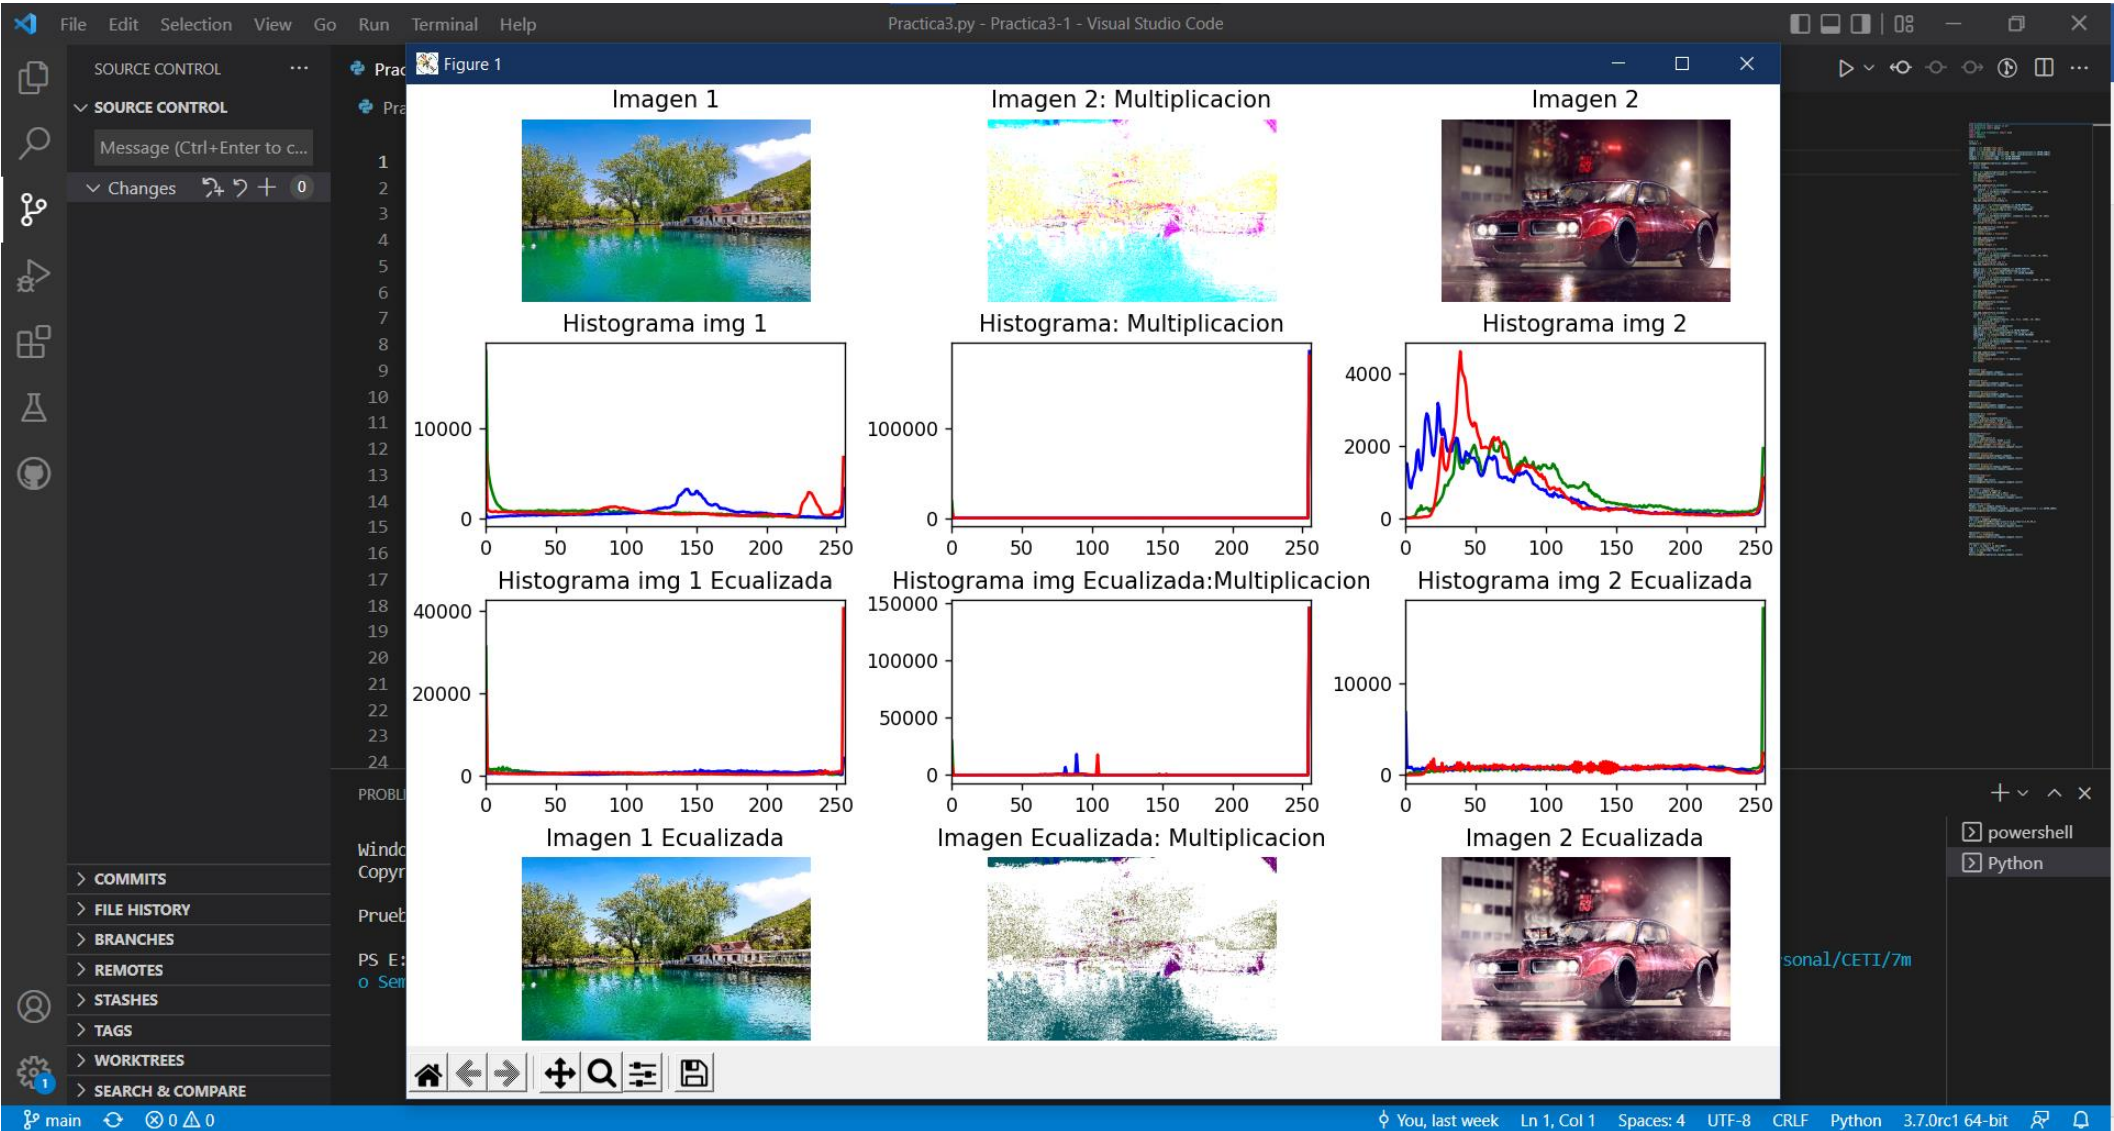 File Edit Selection View Go Run Terminal Help
Practica3.py - Practica3-1 - Visual Studio Code
SOURCE CONTROL
Prac
Figure 1
SOURCE CONTROL
Pra
Message (Ctrl+Enter to c...
Changes 0
1
2
3
4
5
6
7
8
9
10
11
12
13
14
15
16
17
18
19
20
21
22
23
24
Imagen 1
Imagen 2: Multiplicacion
Imagen 2
Histograma img 1
Histograma: Multiplicacion
Histograma img 2
10000
0
0 50 100 150 200 250
100000
0
0 50 100 150 200 250
4000
2000
0
0 50 100 150 200 250
Histograma img 1 Ecualizada
Histograma img Ecualizada:Multiplicacion
Histograma img 2 Ecualizada
40000
20000
0
0 50 100 150 200 250
150000
100000
50000
0
0 50 100 150 200 250
10000
0
0 50 100 150 200 250
Imagen 1 Ecualizada
Imagen Ecualizada: Multiplicacion
Imagen 2 Ecualizada
PROBL
Windo
Copyr
Prueb
PS E:
o Sem
sonal/CETI/7m
powershell
Python
COMMITS
FILE HISTORY
BRANCHES
REMOTES
STASHES
TAGS
WORKTREES
SEARCH & COMPARE
1
main 0 0
You, last week Ln 1, Col 1 Spaces: 4 UTF-8 CRLF Python 3.7.0rc1 64-bit